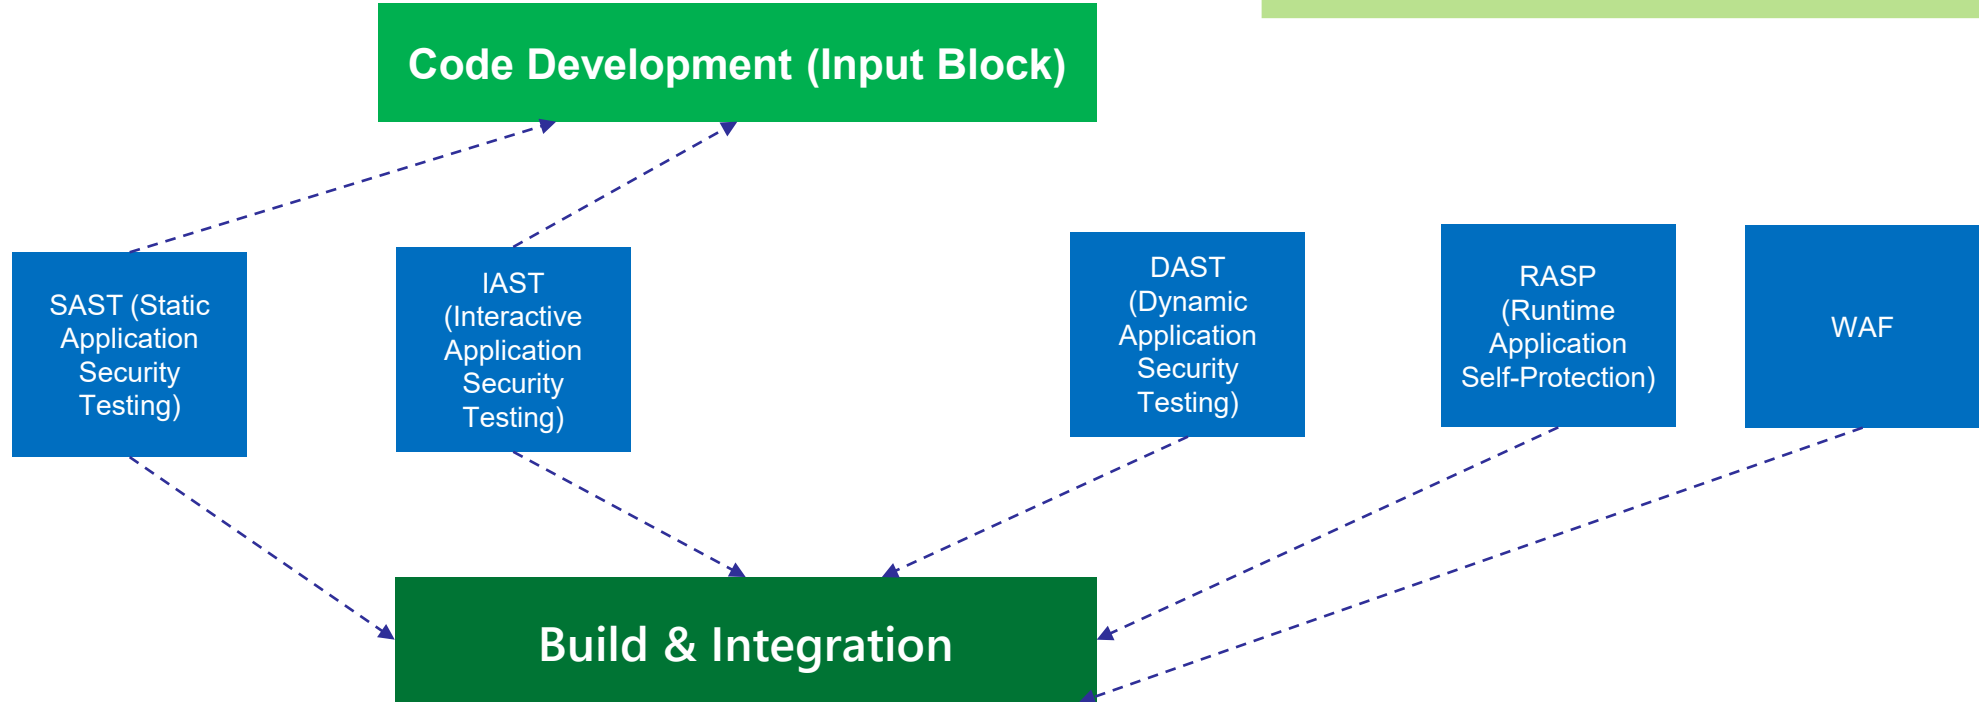 Code Development (Input Block)
SAST (Static
Application
Security
Testing)
IAST
(Interactive
Application
Security
Testing)
DAST
(Dynamic
Application
Security
Testing)
RASP
(Runtime
Application
Self-Protection)
WAF
Build & Integration